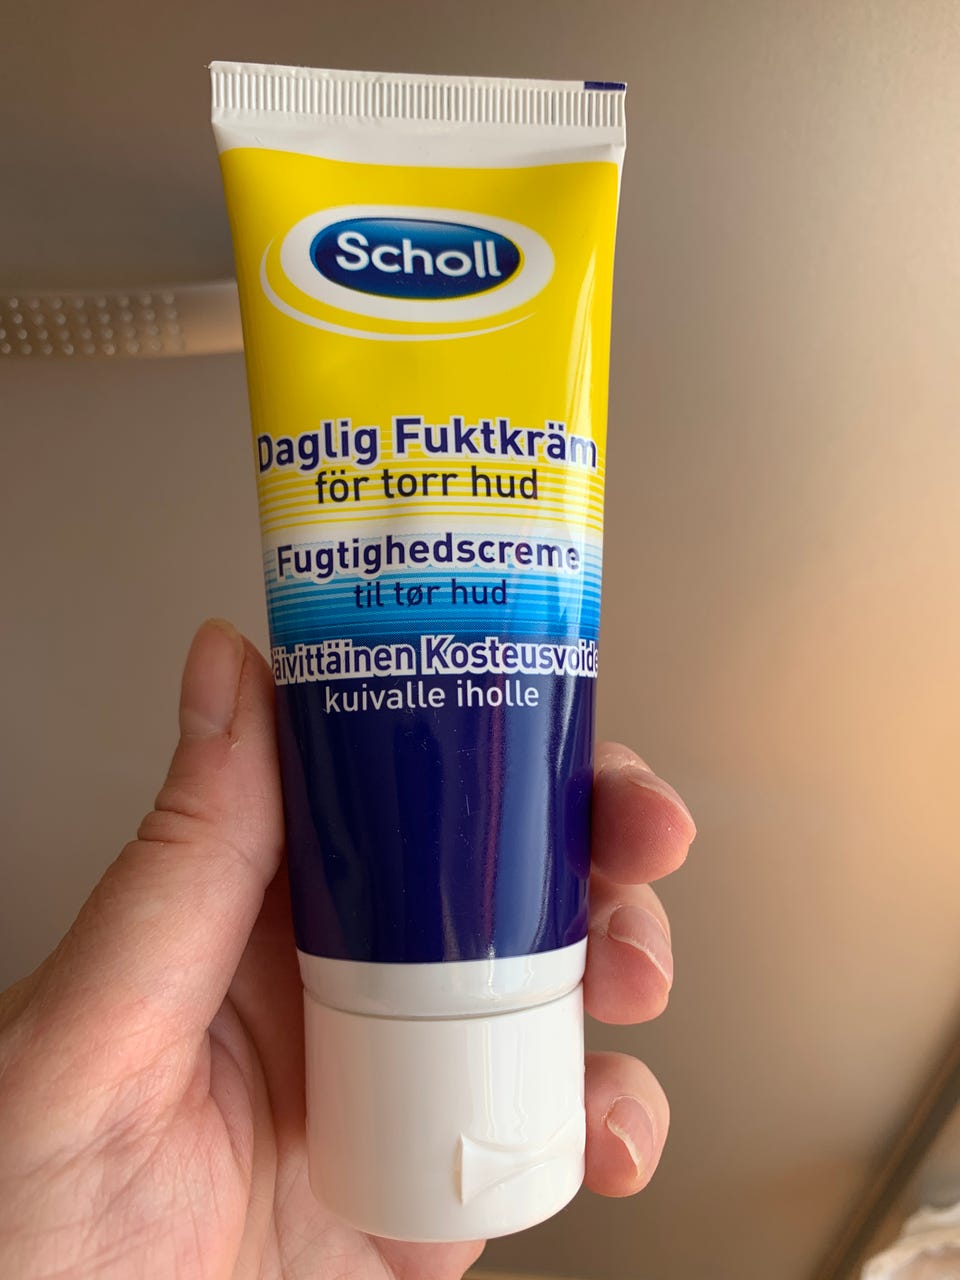 Scholl
Daglig Fuktkräm
för torr hud
Fugtighedscreme
til tør hud
äivittäinen Kosteusvoide
kuivalle iholle